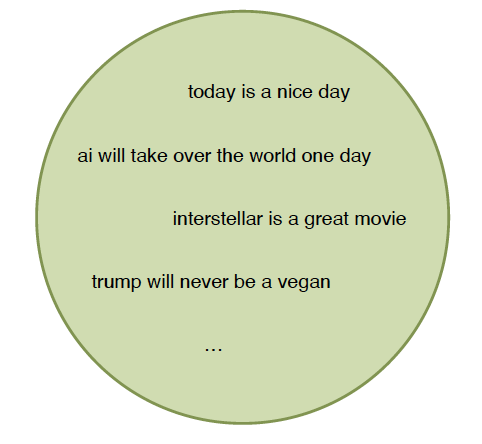 today is a nice day
ai will take over the world one day
interstellar is a great movie
trump will never be a vegan
...